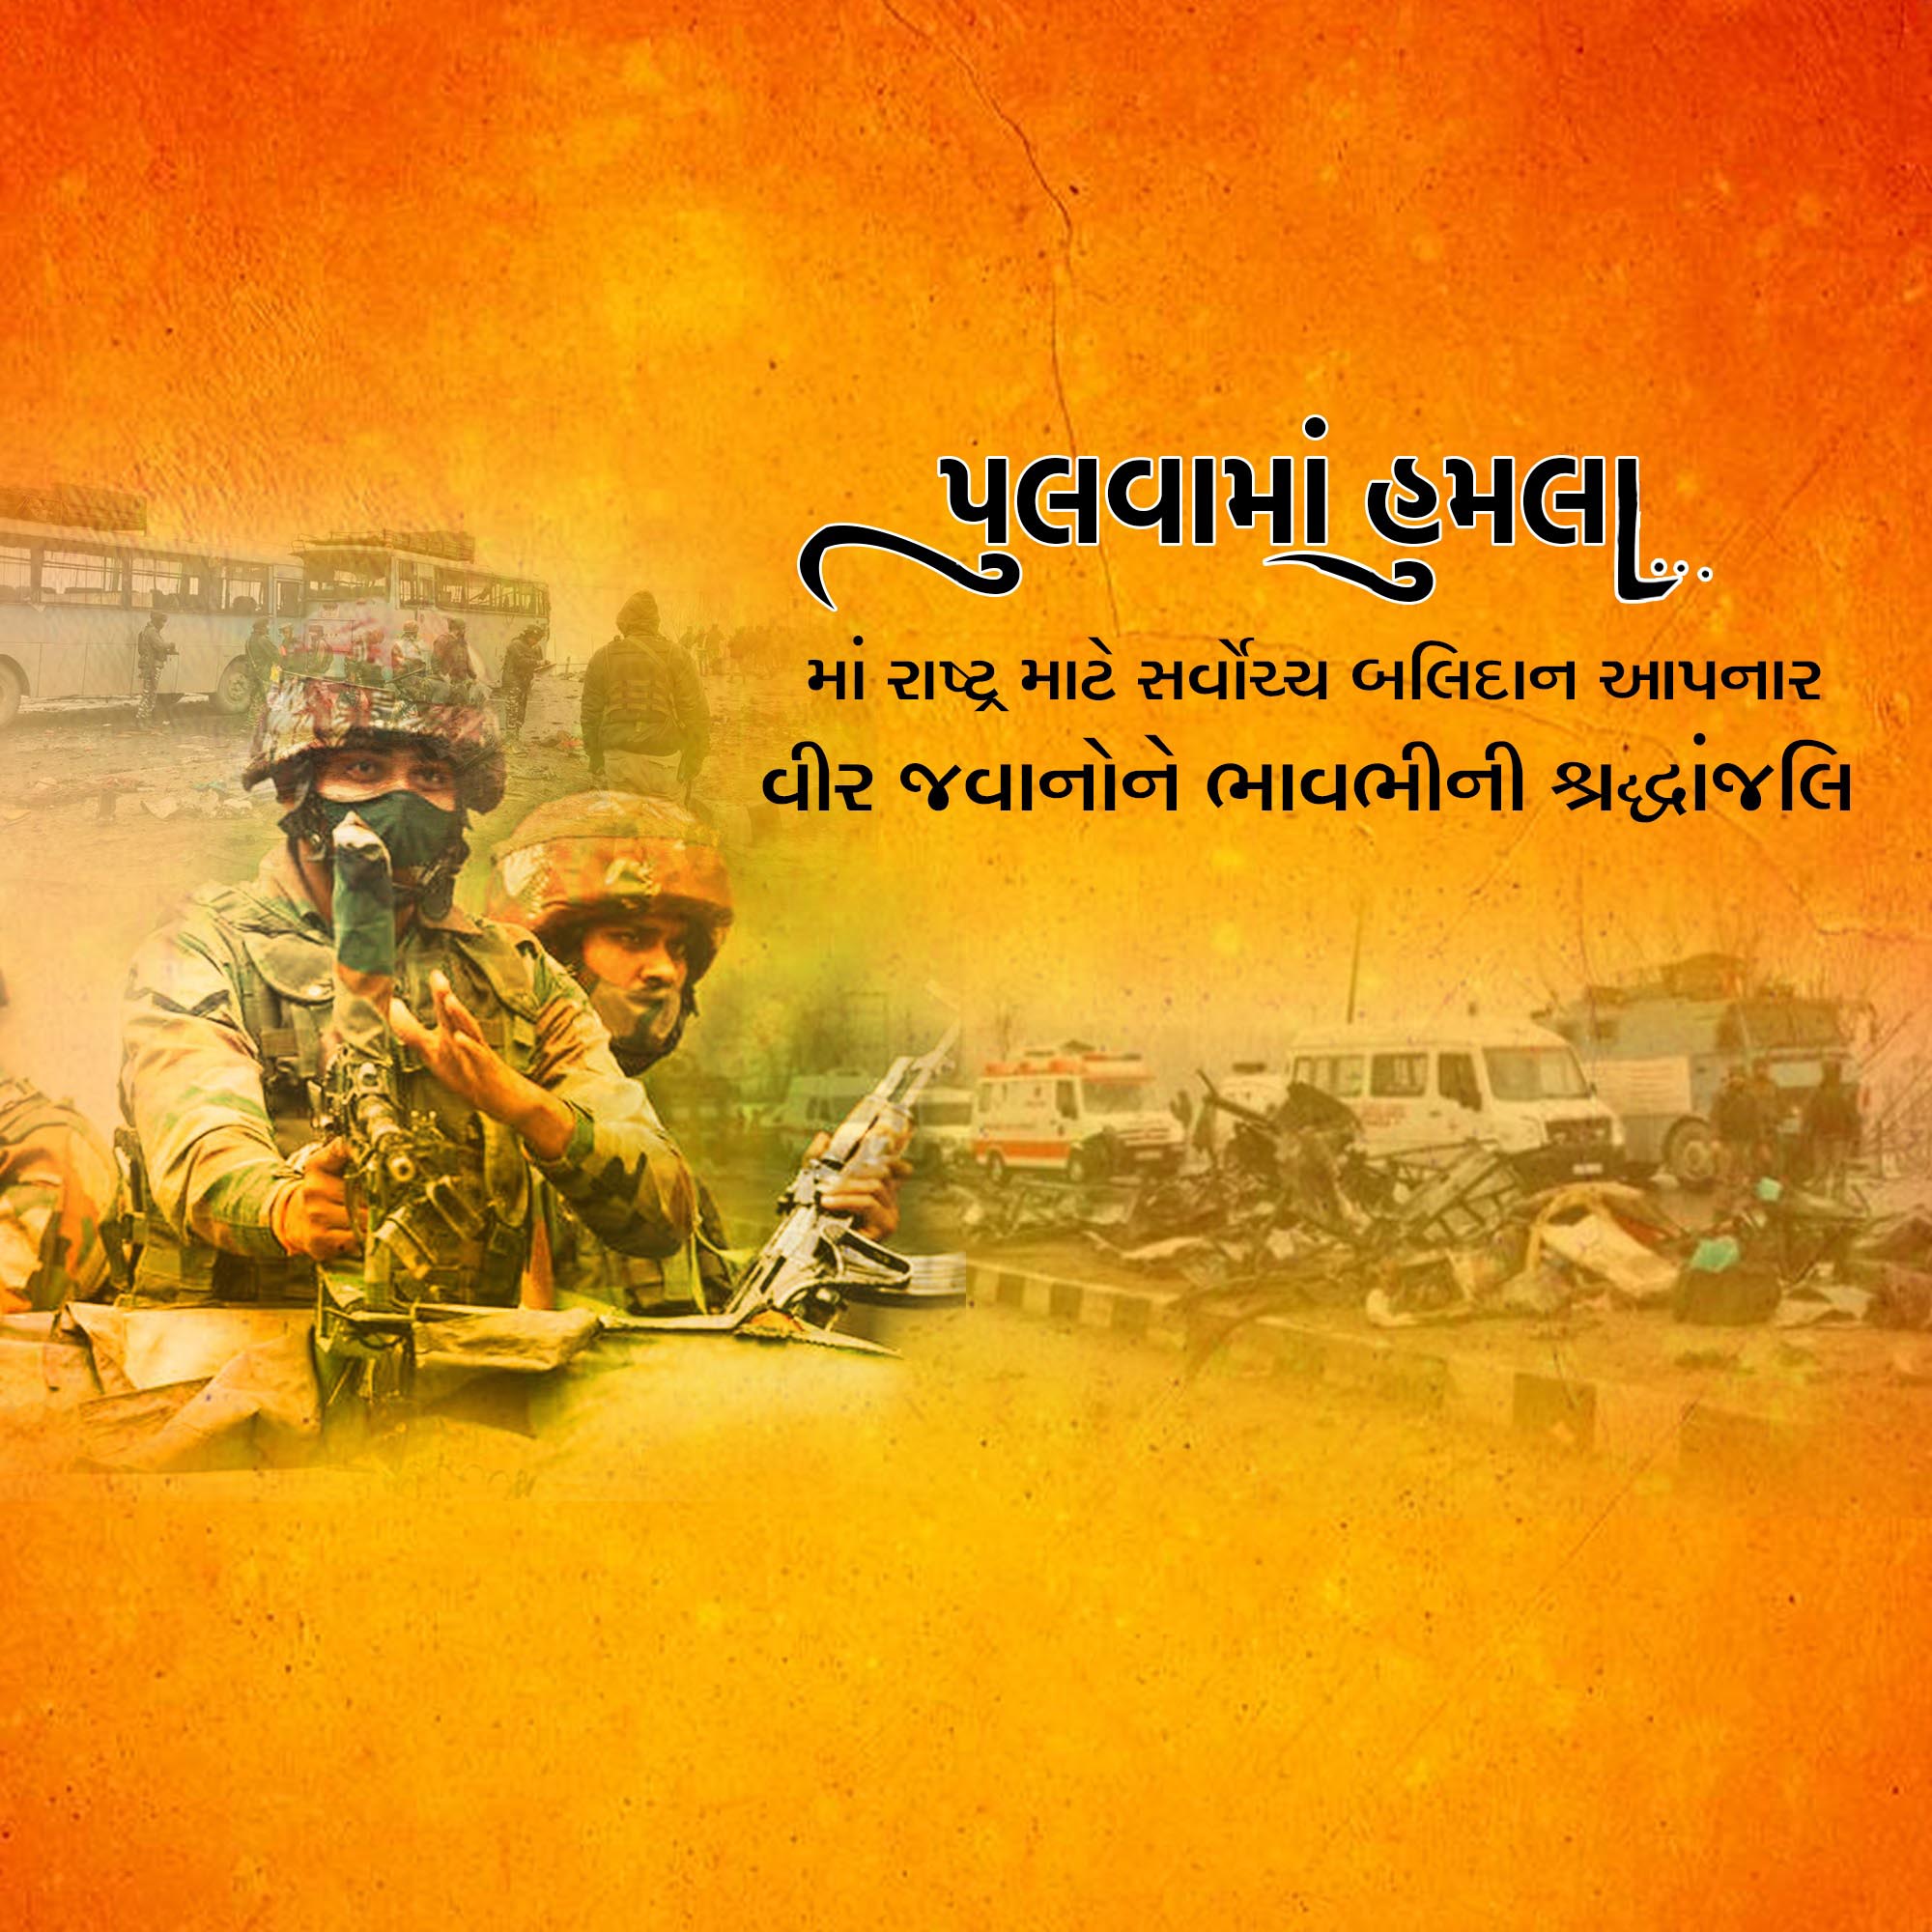 પુલવામાં હુમલા...
માં રાષ્ટ્ર માટે સર્વોચ્ચ બલિદાન આપનાર
વીર જવાનોને ભાવભીની શ્રદ્ધાંજલિ